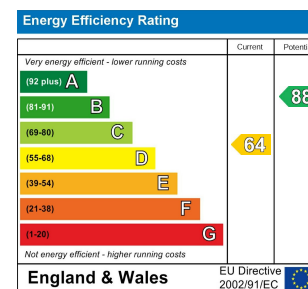 Energy Efficiency Rating
Current Potenti
Very energy efficient - lower running costs
(92 plus) A
(81-91) B
88
(69-80) C
64
(55-68) D
(39-54) E
(21-38) F
(1-20) G
Not energy efficient - higher running costs
England & Wales
EU Directive
2002/91/EC